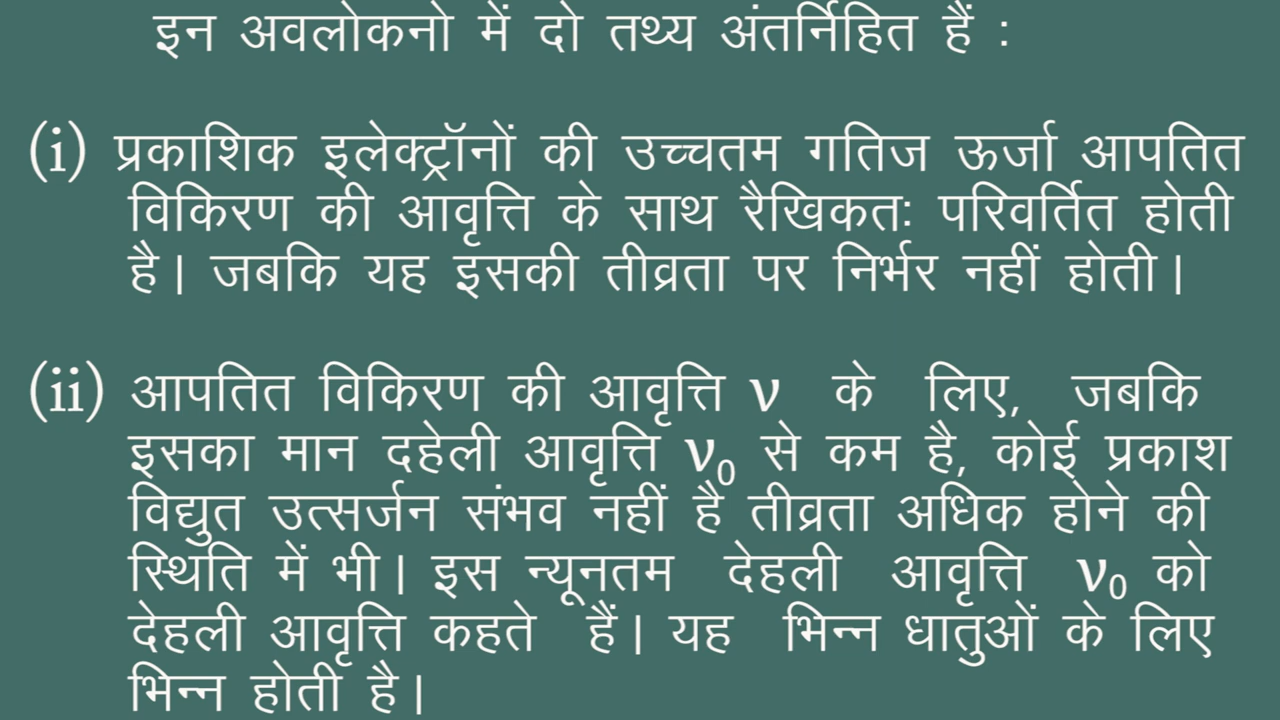 इन अवलोकनो में दो तथ्य अंतर्निहित हैं :
(i) प्रकाशिक इलेक्ट्रॉनों की उच्चतम गतिज ऊर्जा आपतित
विकिरण की आवृत्ति के साथ रैखिकतः परिवर्तित होती
है। जबकि यह इसकी तीव्रता पर निर्भर नहीं होती।
(ii) आपतित विकिरण की आवृत्ति ν के लिए, जबकि
इसका मान दहेली आवृत्ति ν₀ से कम है, कोई प्रकाश
विद्युत उत्सर्जन संभव नहीं है तीव्रता अधिक होने की
स्थिति में भी। इस न्यूनतम देहली आवृत्ति ν₀ को
देहली आवृत्ति कहते हैं। यह भिन्न धातुओं के लिए
भिन्न होती है।